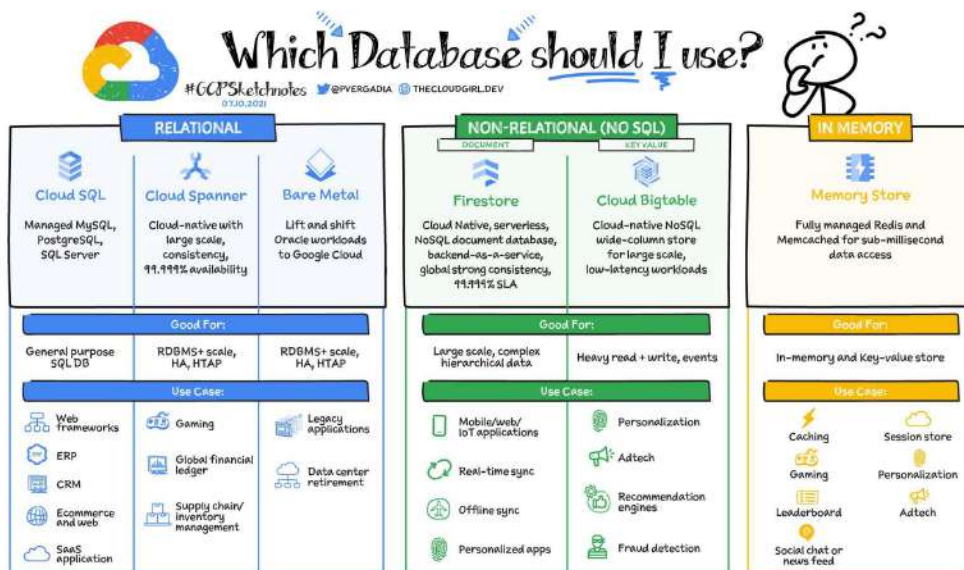 Which Database should I use?
#GCPSketchnotes @PVERGADIA THECLOUDGIRL.DEV
07.10.2021
RELATIONAL
Cloud SQL
Managed MySQL,
PostgreSQL,
SQL Server
Cloud Spanner
Cloud-native with
large scale,
consistency,
99.999% availability
Bare Metal
Lift and shift
Oracle workloads
to Google Cloud
Good For:
General purpose
SQL DB
RDBMS+ scale,
HA, HTAP
RDBMS+ scale,
HA, HTAP
Use Case:
Web
frameworks
ERP
CRM
Ecommerce
and web
SaaS
application
Gaming
Global financial
ledger
Supply chain/
inventory
management
Legacy
applications
Data center
retirement
NON-RELATIONAL (NO SQL)
DOCUMENT
KEY VALUE
Firestore
Cloud Native, serverless,
NoSQL document database,
backend-as-a-service,
global strong consistency,
99.999% SLA
Cloud Bigtable
Cloud-native NoSQL
wide-column store
for large scale,
low-latency workloads
Good For:
Large scale, complex
hierarchical data
Heavy read + write, events
Use Case:
Mobile/web/
IoT applications
Real-time sync
Offline sync
Personalized apps
Personalization
Adtech
Recommendation
engines
Fraud detection
IN MEMORY
Memory Store
Fully managed Redis and
Memcached for sub-millisecond
data access
Good For:
In-memory and Key-value store
Use Case:
Caching
Session store
Gaming
Personalization
Leaderboard
Adtech
Social chat or
news feed